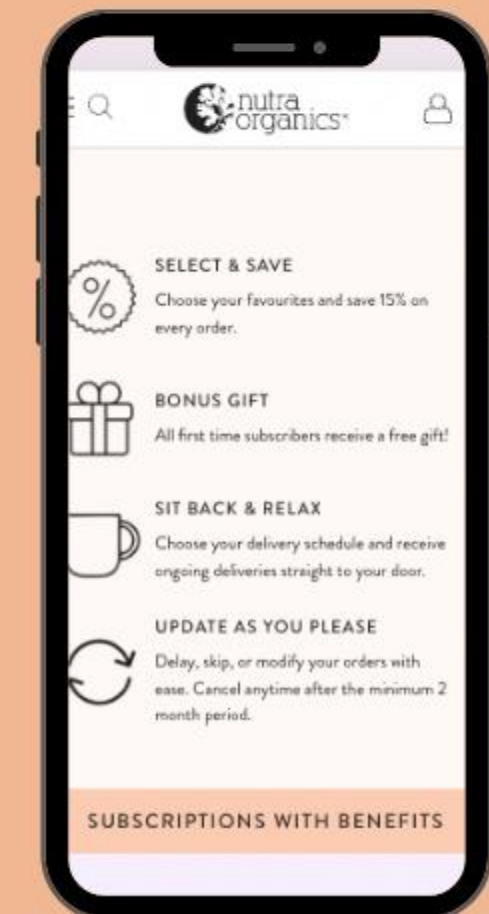 nutra
organics™
SELECT & SAVE
Choose your favourites and save 15% on
every order.
BONUS GIFT
All first time subscribers receive a free gift!
SIT BACK & RELAX
Choose your delivery schedule and receive
ongoing deliveries straight to your door.
UPDATE AS YOU PLEASE
Delay, skip, or modify your orders with
ease. Cancel anytime after the minimum 2
month period.
SUBSCRIPTIONS WITH BENEFITS